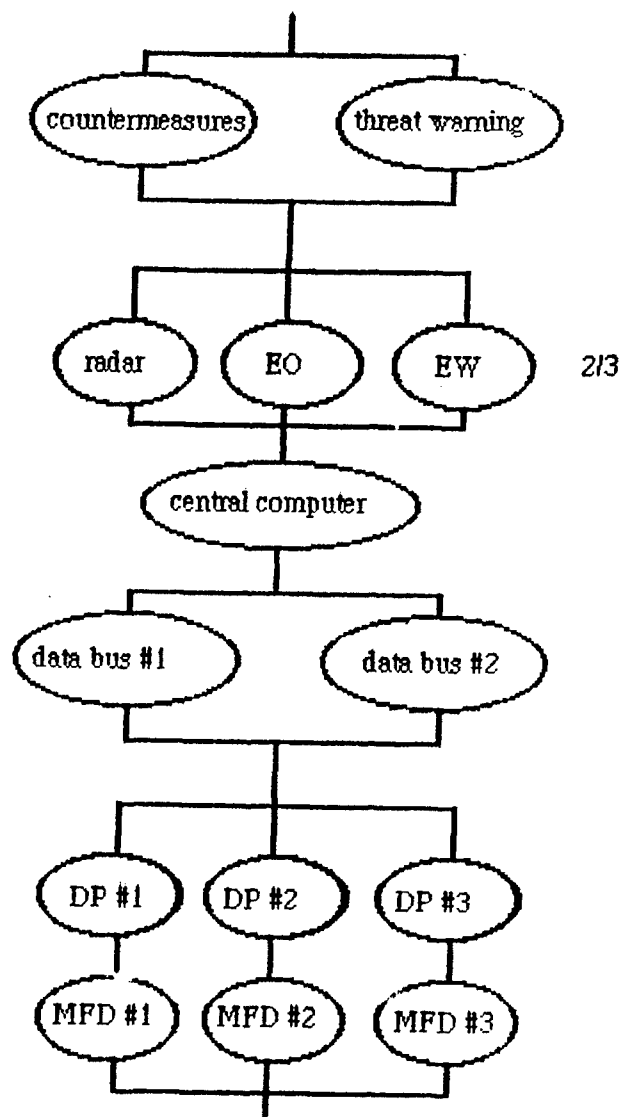 countermeasures
threat warning
radar
EO
EW
2/3
central computer
data bus #1
data bus #2
DP #1
DP #2
DP #3
MFD #1
MFD #2
MFD #3